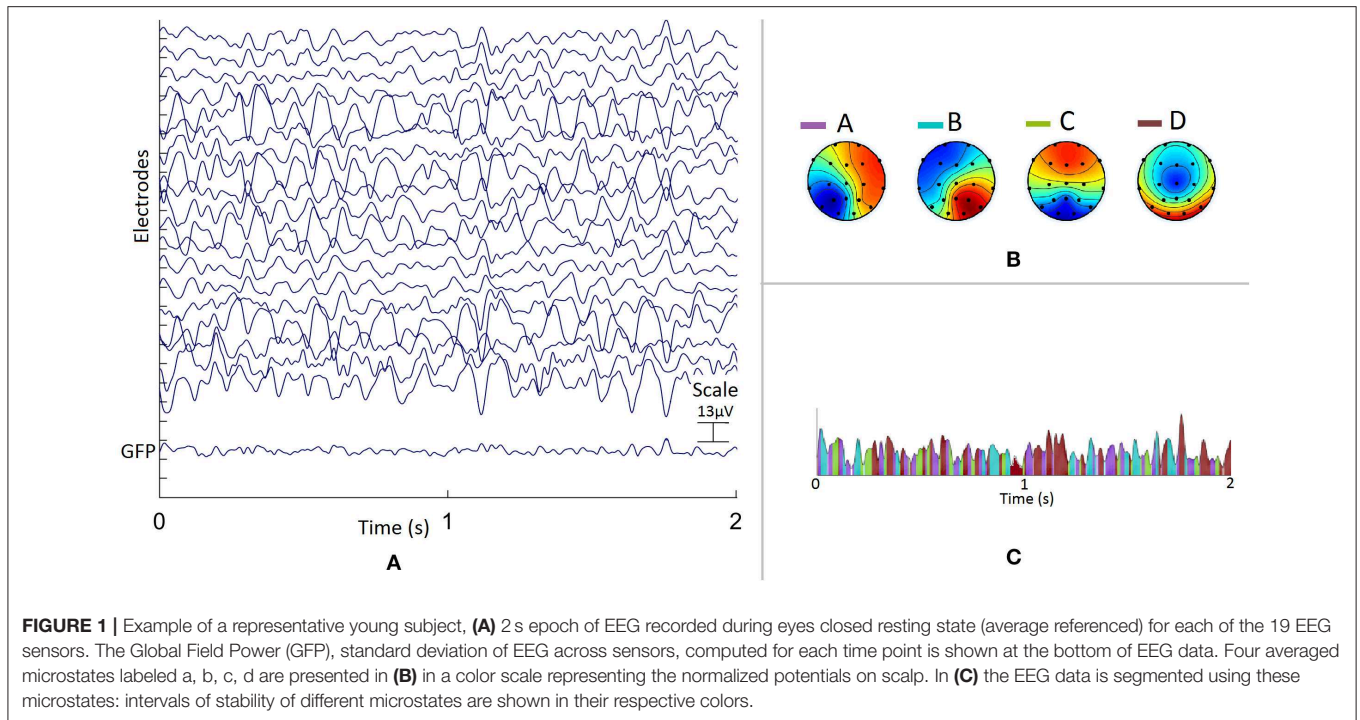 Electrodes
GFP
Scale
13µV
0 1 2
Time (s)
A
A B C D
B
0 1 2
Time (s)
C
FIGURE 1 | Example of a representative young subject, (A) 2 s epoch of EEG recorded during eyes closed resting state (average referenced) for each of the 19 EEG
sensors. The Global Field Power (GFP), standard deviation of EEG across sensors, computed for each time point is shown at the bottom of EEG data. Four averaged
microstates labeled a, b, c, d are presented in (B) in a color scale representing the normalized potentials on scalp. In (C) the EEG data is segmented using these
microstates: intervals of stability of different microstates are shown in their respective colors.